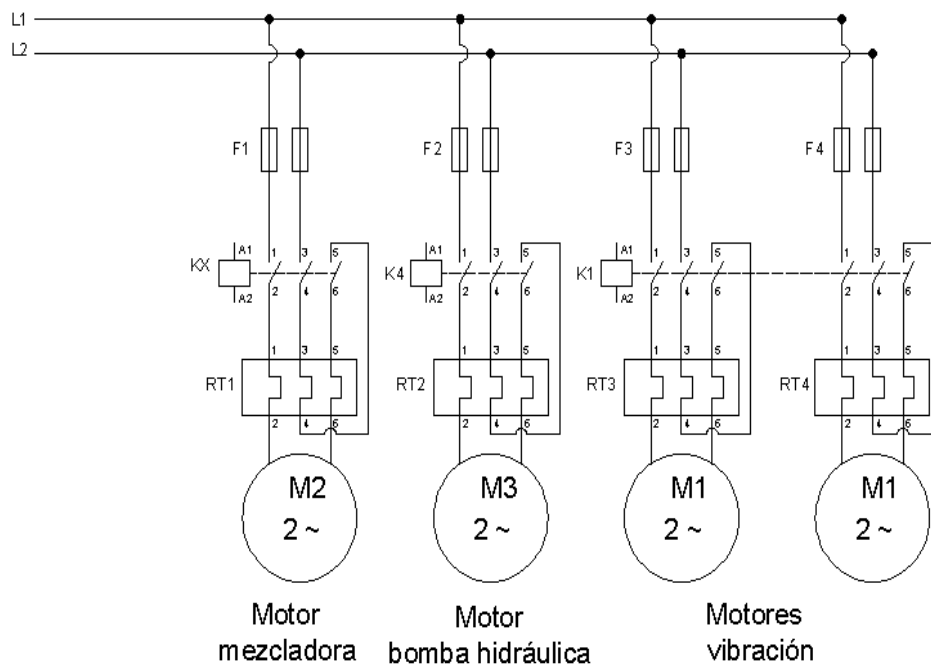 L1
L2
F1 F2 F3 F4
A1 1 3 5 A1 1 3 5 A1 1 3 5 1 3 5
KX K4 K1
A2 2 4 6 A2 2 4 6 A2 2 4 6 2 4 6
1 3 5 1 3 5 1 3 5 1 3 5
RT1 RT2 RT3 RT4
2 4 6 2 4 6 2 4 6 2 4 6
M2 M3 M1 M1
2 ~ 2 ~ 2 ~ 2 ~
Motor Motor Motores
mezcladora bomba hidráulica vibración